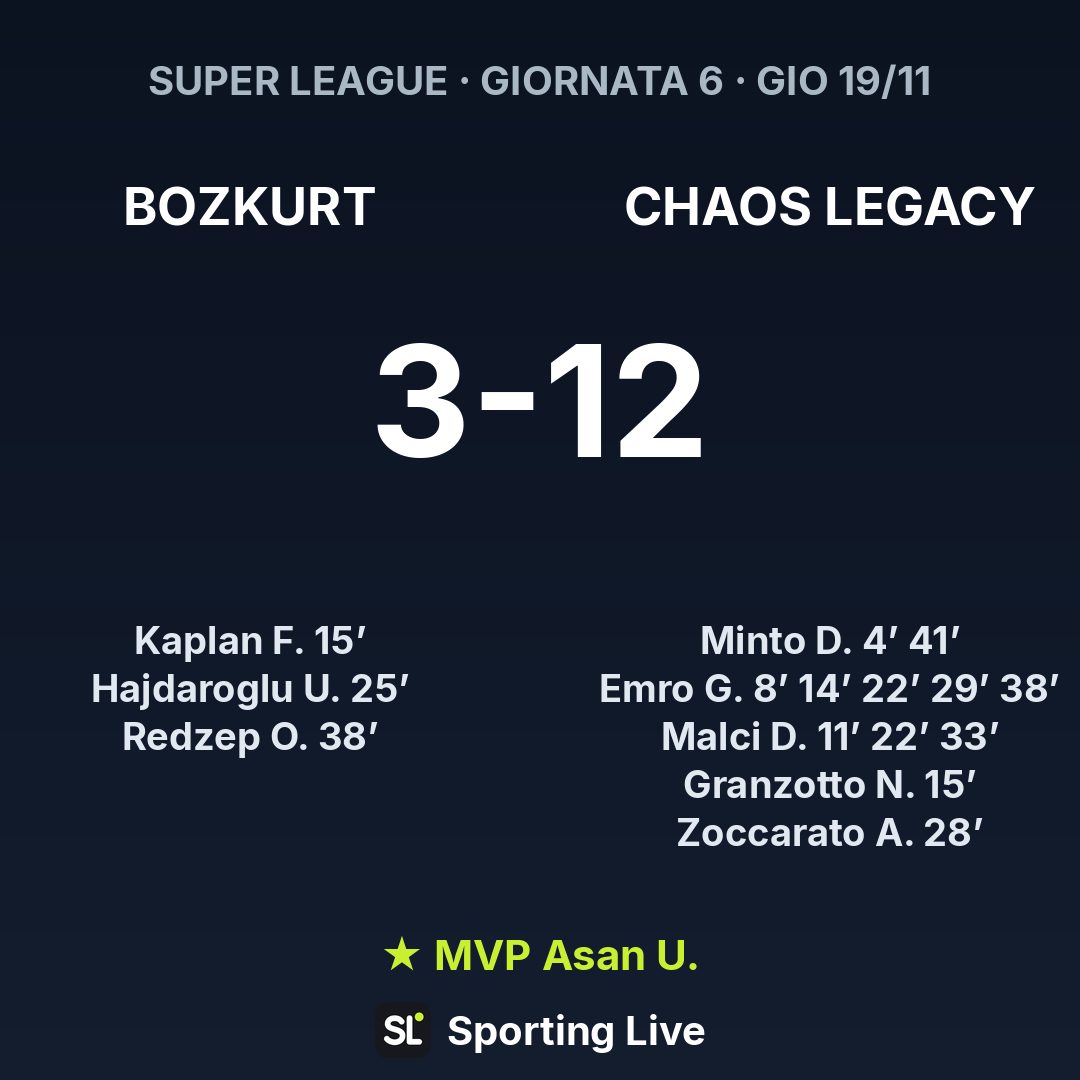 SUPER LEAGUE · GIORNATA 6 · GIO 19/11
BOZKURT
CHAOS LEGACY
3-12
Kaplan F. 15′
Hajdaroglu U. 25′
Redzep O. 38′
Minto D. 4′ 41′
Emro G. 8′ 14′ 22′ 29′ 38′
Malci D. 11′ 22′ 33′
Granzotto N. 15′
Zoccarato A. 28′
★ MVP Asan U.
SL Sporting Live